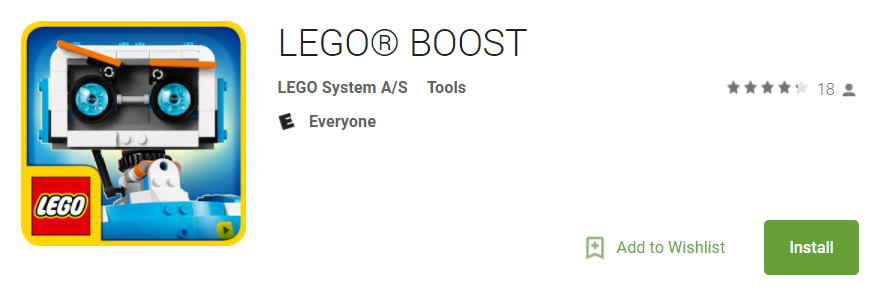 LEGO® BOOST
LEGO System A/S Tools
18
E Everyone
Add to Wishlist
Install
LEGO